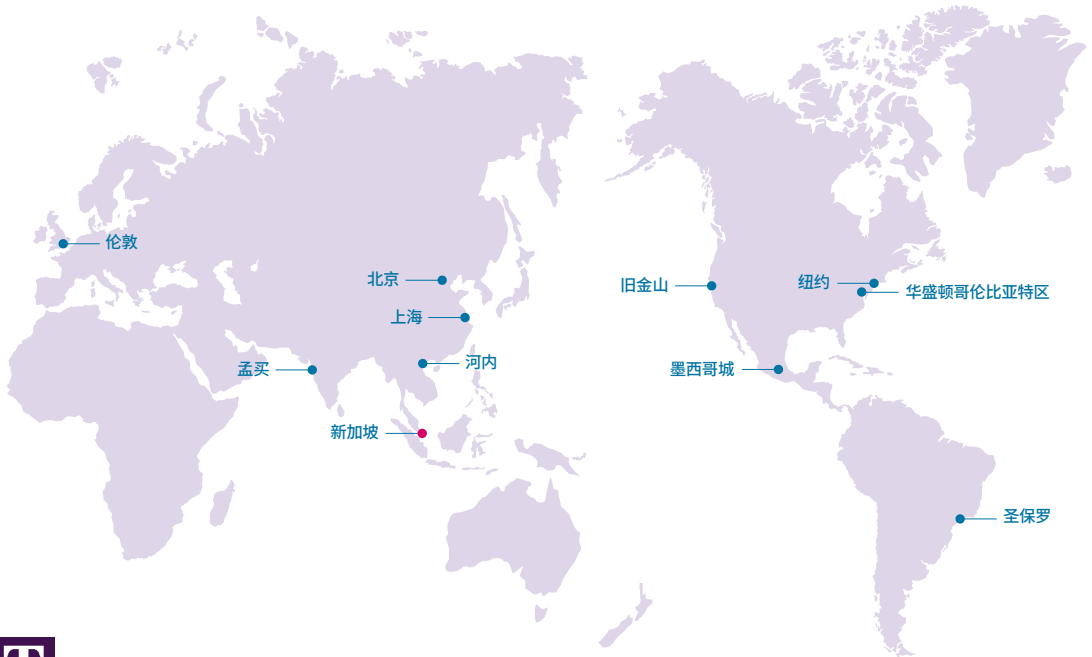 伦敦
北京
上海
孟买
河内
新加坡
旧金山
纽约
华盛顿哥伦比亚特区
墨西哥城
圣保罗